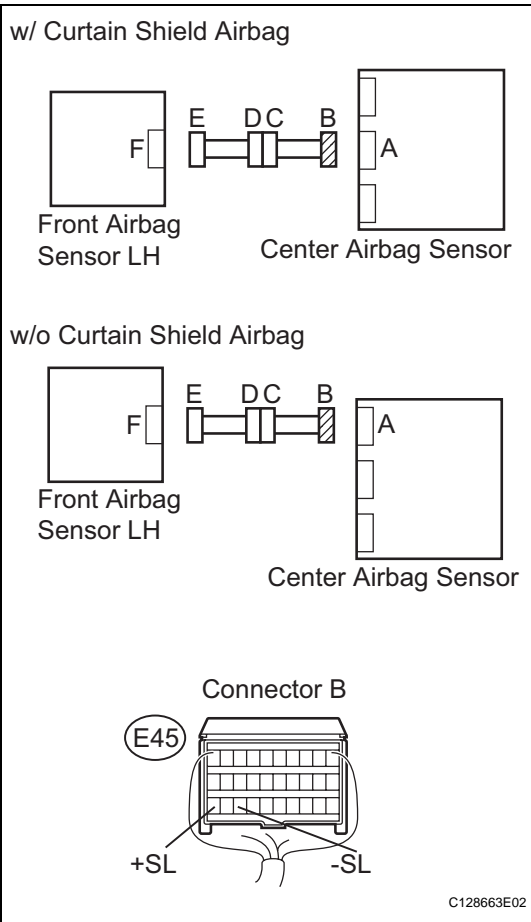 w/ Curtain Shield Airbag
E D C B
F A
Front Airbag
Sensor LH
Center Airbag Sensor
w/o Curtain Shield Airbag
E D C B
F A
Front Airbag
Sensor LH
Center Airbag Sensor
Connector B
E45
+SL -SL
C128663E02